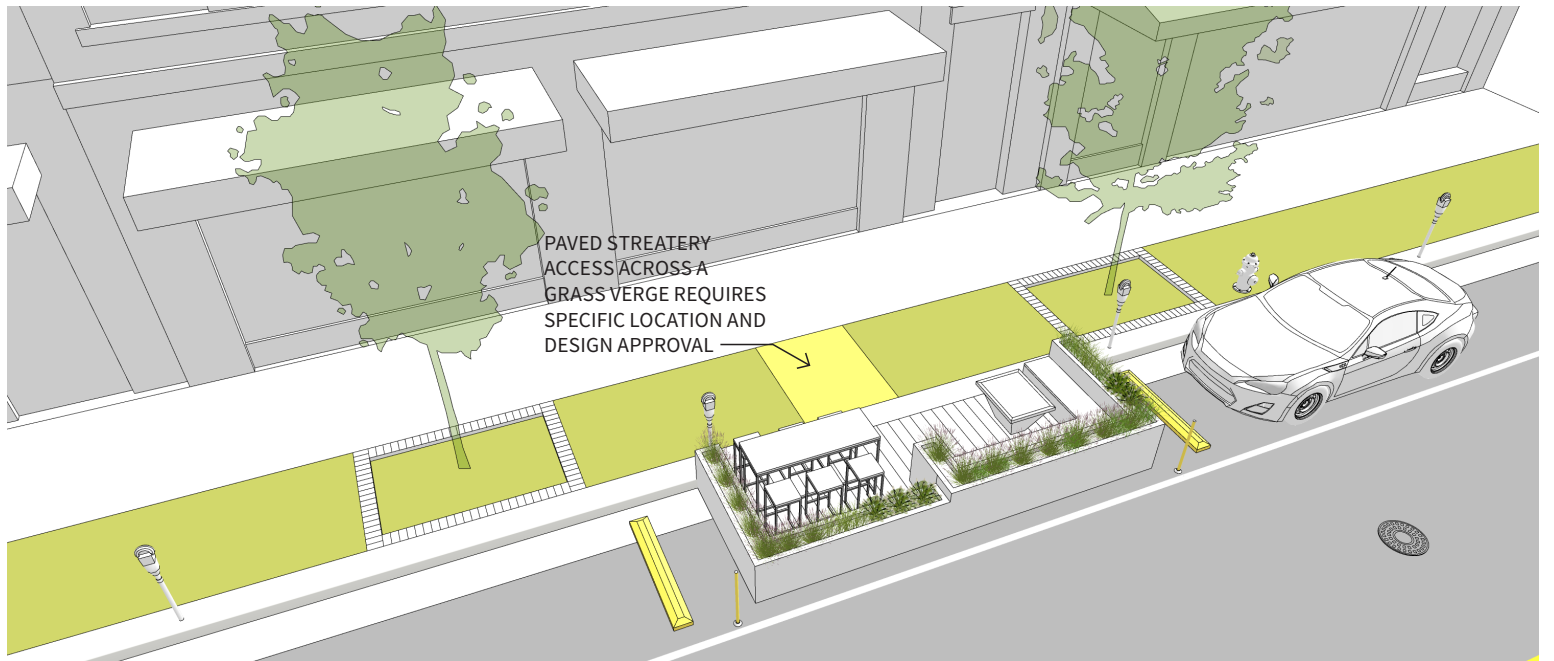 PAVED STREATERY
ACCESS ACROSS A
GRASS VERGE REQUIRES
SPECIFIC LOCATION AND
DESIGN APPROVAL